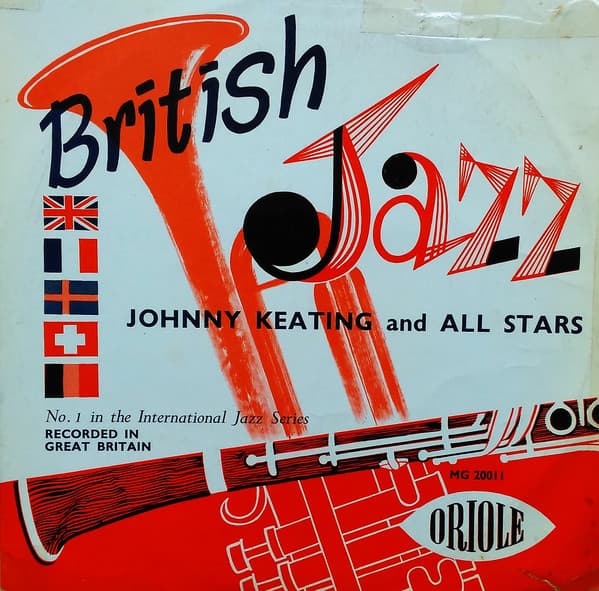 British
Jazz
JOHNNY KEATING and ALL STARS
No. 1 in the International Jazz Series
RECORDED IN
GREAT BRITAIN
MG 20011
ORIOLE